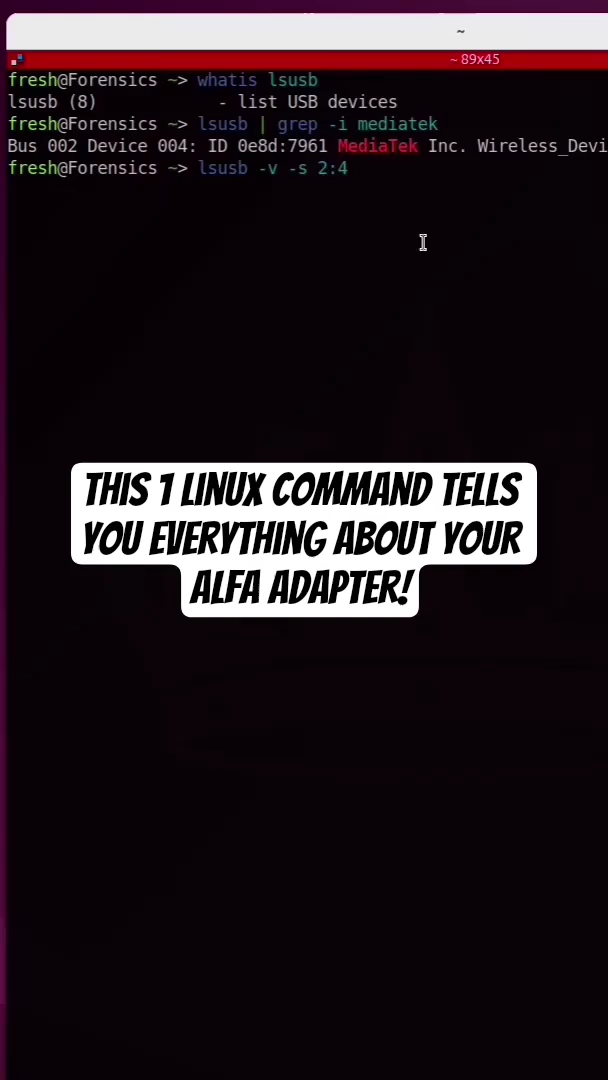 ~
~ 89x45
fresh@Forensics ~> whatis lsusb
lsusb (8)            - list USB devices
fresh@Forensics ~> lsusb | grep -i mediatek
Bus 002 Device 004: ID 0e8d:7961 MediaTek Inc. Wireless_Devi
fresh@Forensics ~> lsusb -v -s 2:4
THIS 1 LINUX COMMAND TELLS
YOU EVERYTHING ABOUT YOUR
ALFA ADAPTER!